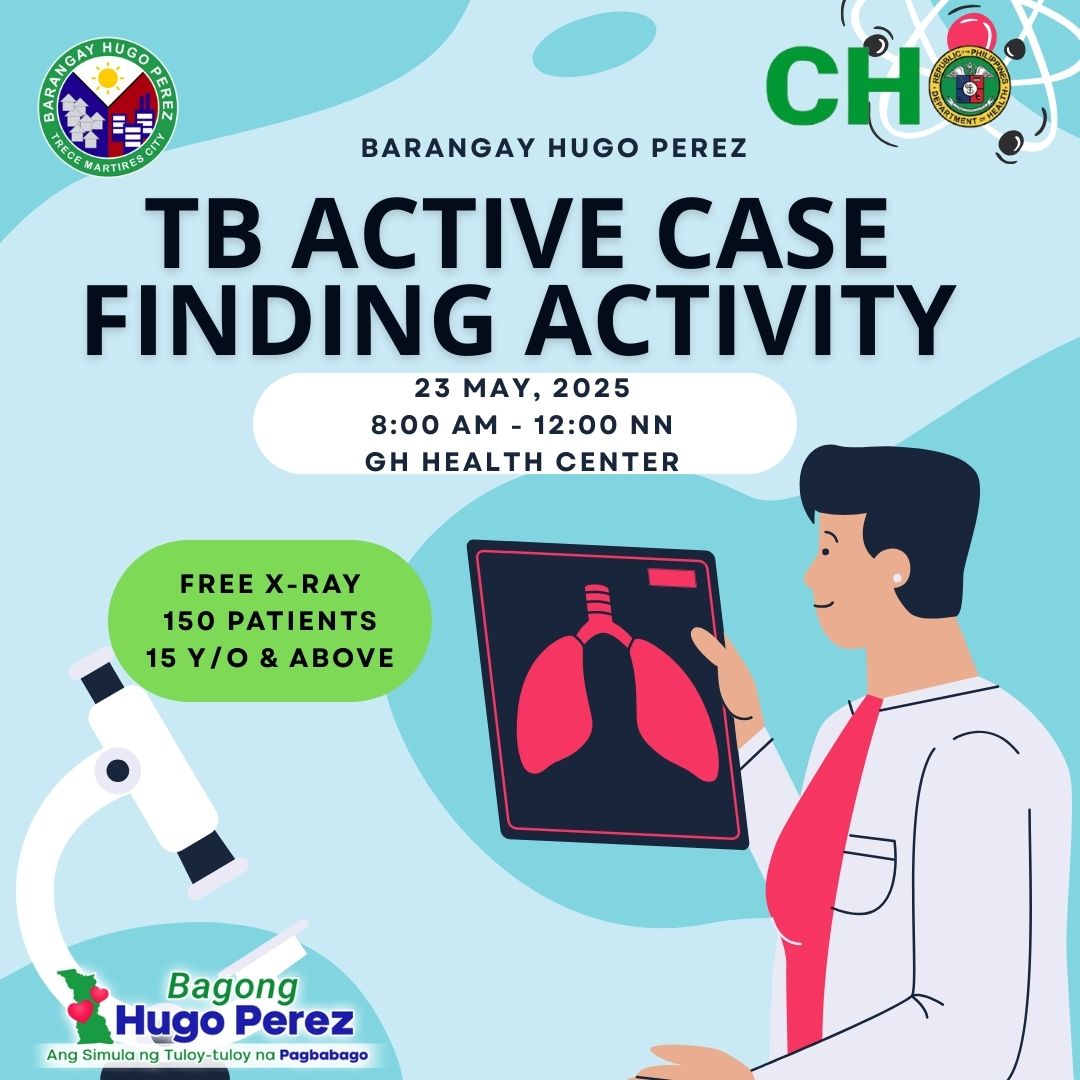 BARANGAY HUGO PEREZ
TRECE MARTIRES CITY
CHO
REPUBLIC OF THE PHILIPPINES
DEPARTMENT OF HEALTH
BARANGAY HUGO PEREZ
TB ACTIVE CASE
FINDING ACTIVITY
23 MAY, 2025
8:00 AM - 12:00 NN
GH HEALTH CENTER
FREE X-RAY
150 PATIENTS
15 Y/O & ABOVE
Bagong
Hugo Perez
Ang Simula ng Tuloy-tuloy na Pagbabago